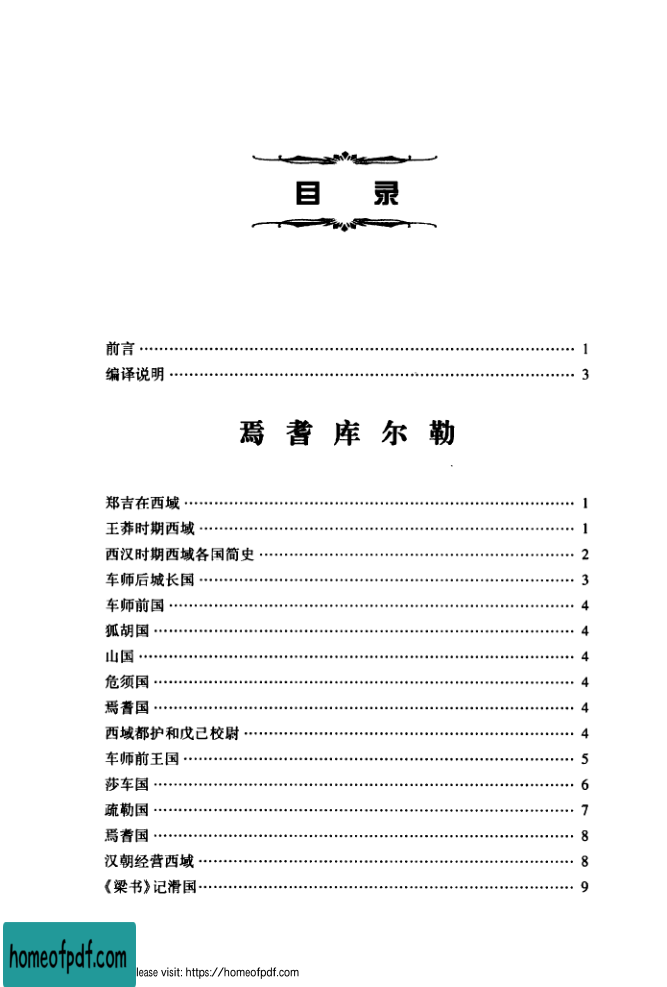 目 录
前言 …… 1
编译说明 …… 3
焉耆库尔勒
郑吉在西域 …… 1
王莽时期西域 …… 1
西汉时期西域各国简史 …… 2
车师后城长国 …… 3
车师前国 …… 4
狐胡国 …… 4
山国 …… 4
危须国 …… 4
焉耆国 …… 4
西域都护和戊己校尉 …… 4
车师前王国 …… 5
莎车国 …… 6
疏勒国 …… 7
焉耆国 …… 8
汉朝经营西域 …… 8
《梁书》记滑国 …… 9
homeofpdf.com
lease visit: https://homeofpdf.com